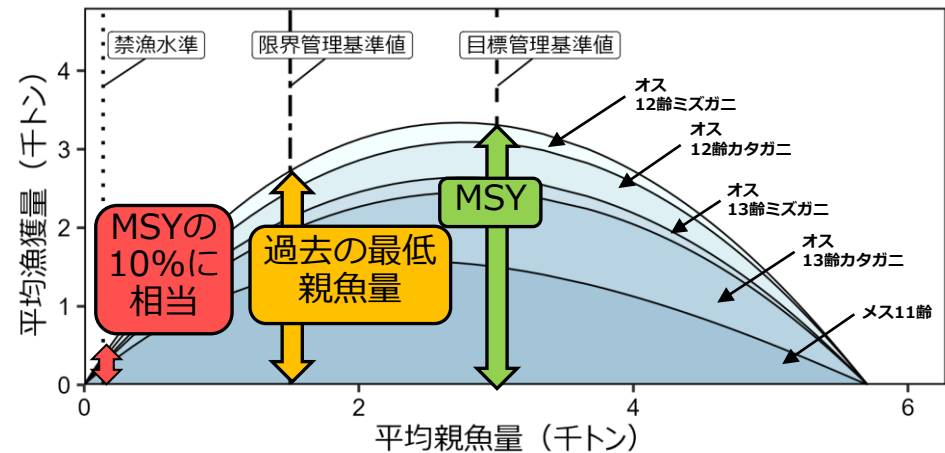 禁漁水準
限界管理基準値
目標管理基準値
オス
12齢ミズガニ
オス
12齢カタガニ
オス
13齢ミズガニ
オス
13齢カタガニ
メス11齢
MSYの
10%に
相当
過去の最低
親魚量
MSY
平均漁獲量（千トン）
4
3
2
1
0
0
2
4
6
平均親魚量（千トン）